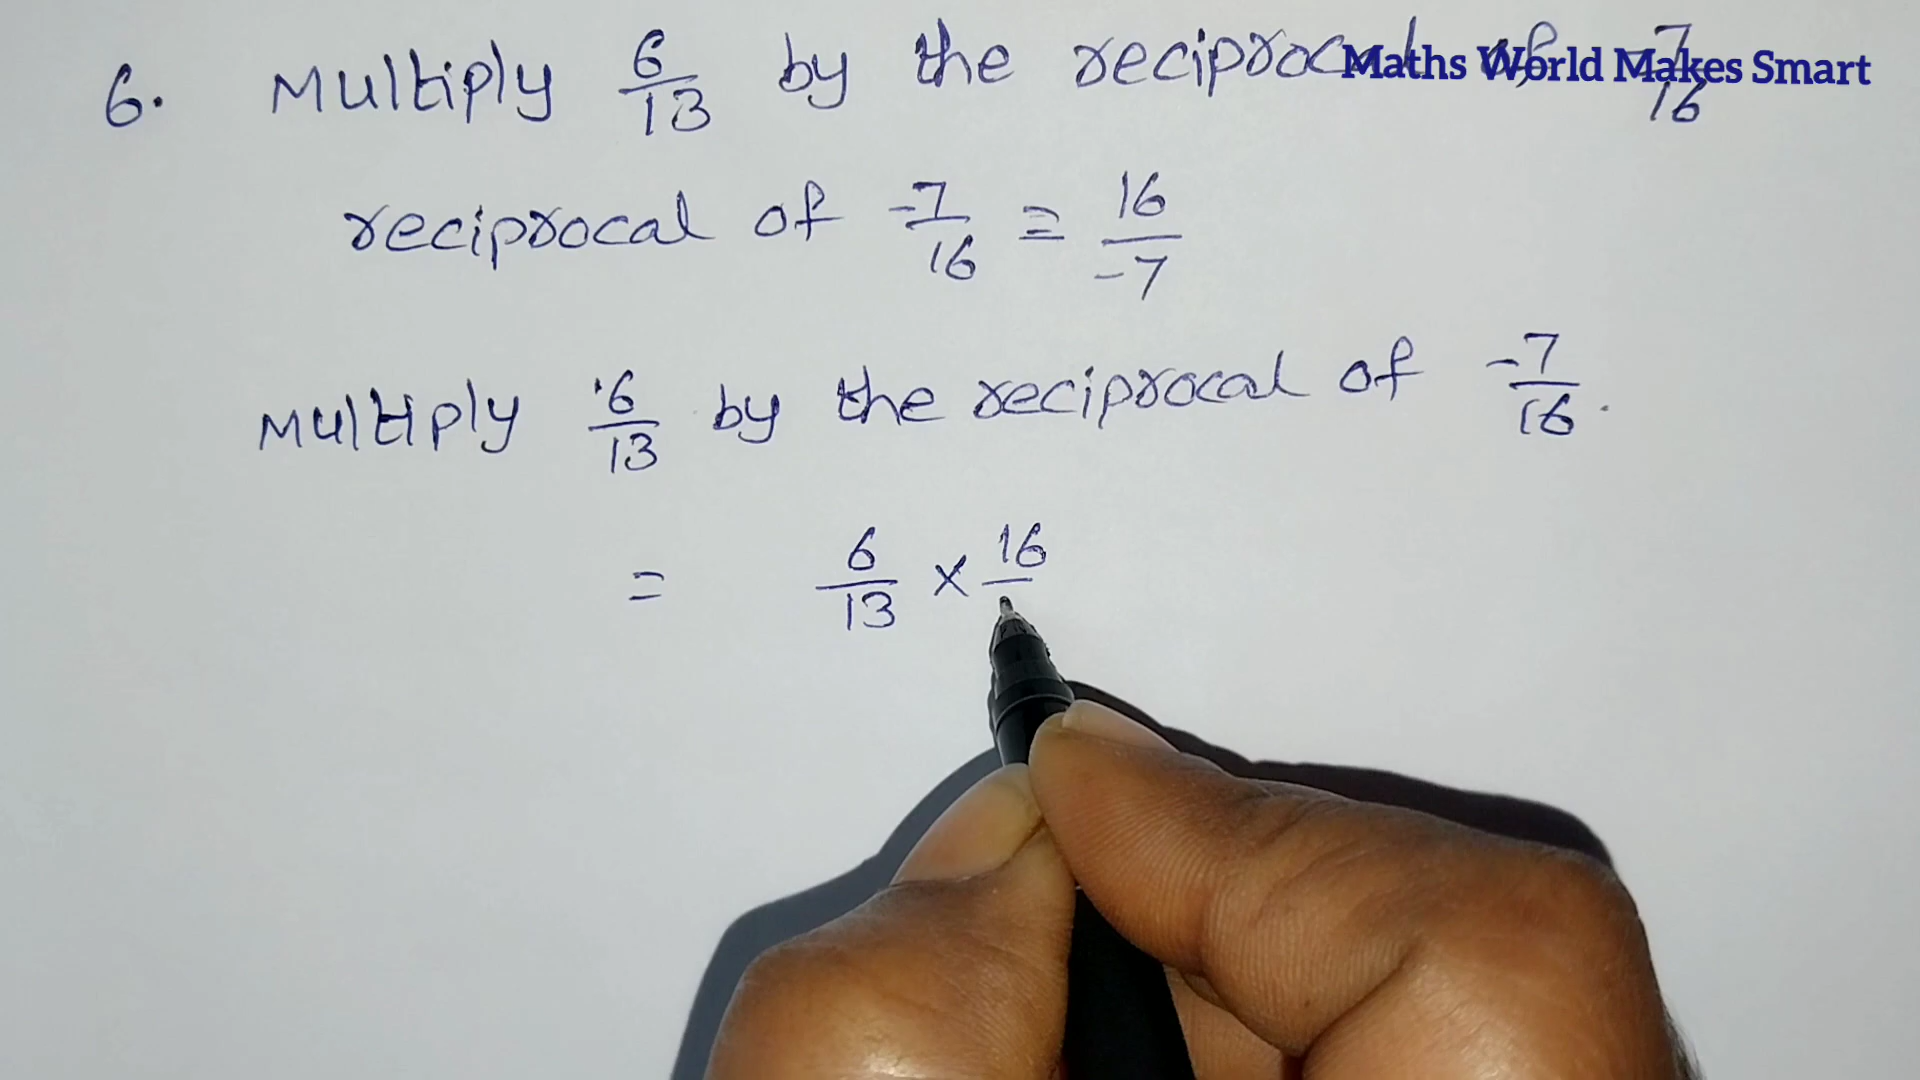 6. Multiply 6/13 by the reciprocal of -7/16
Maths World Makes Smart
reciprocal of -7/16 = 16/-7
Multiply 6/13 by the reciprocal of -7/16.
= 6/13 × 16/